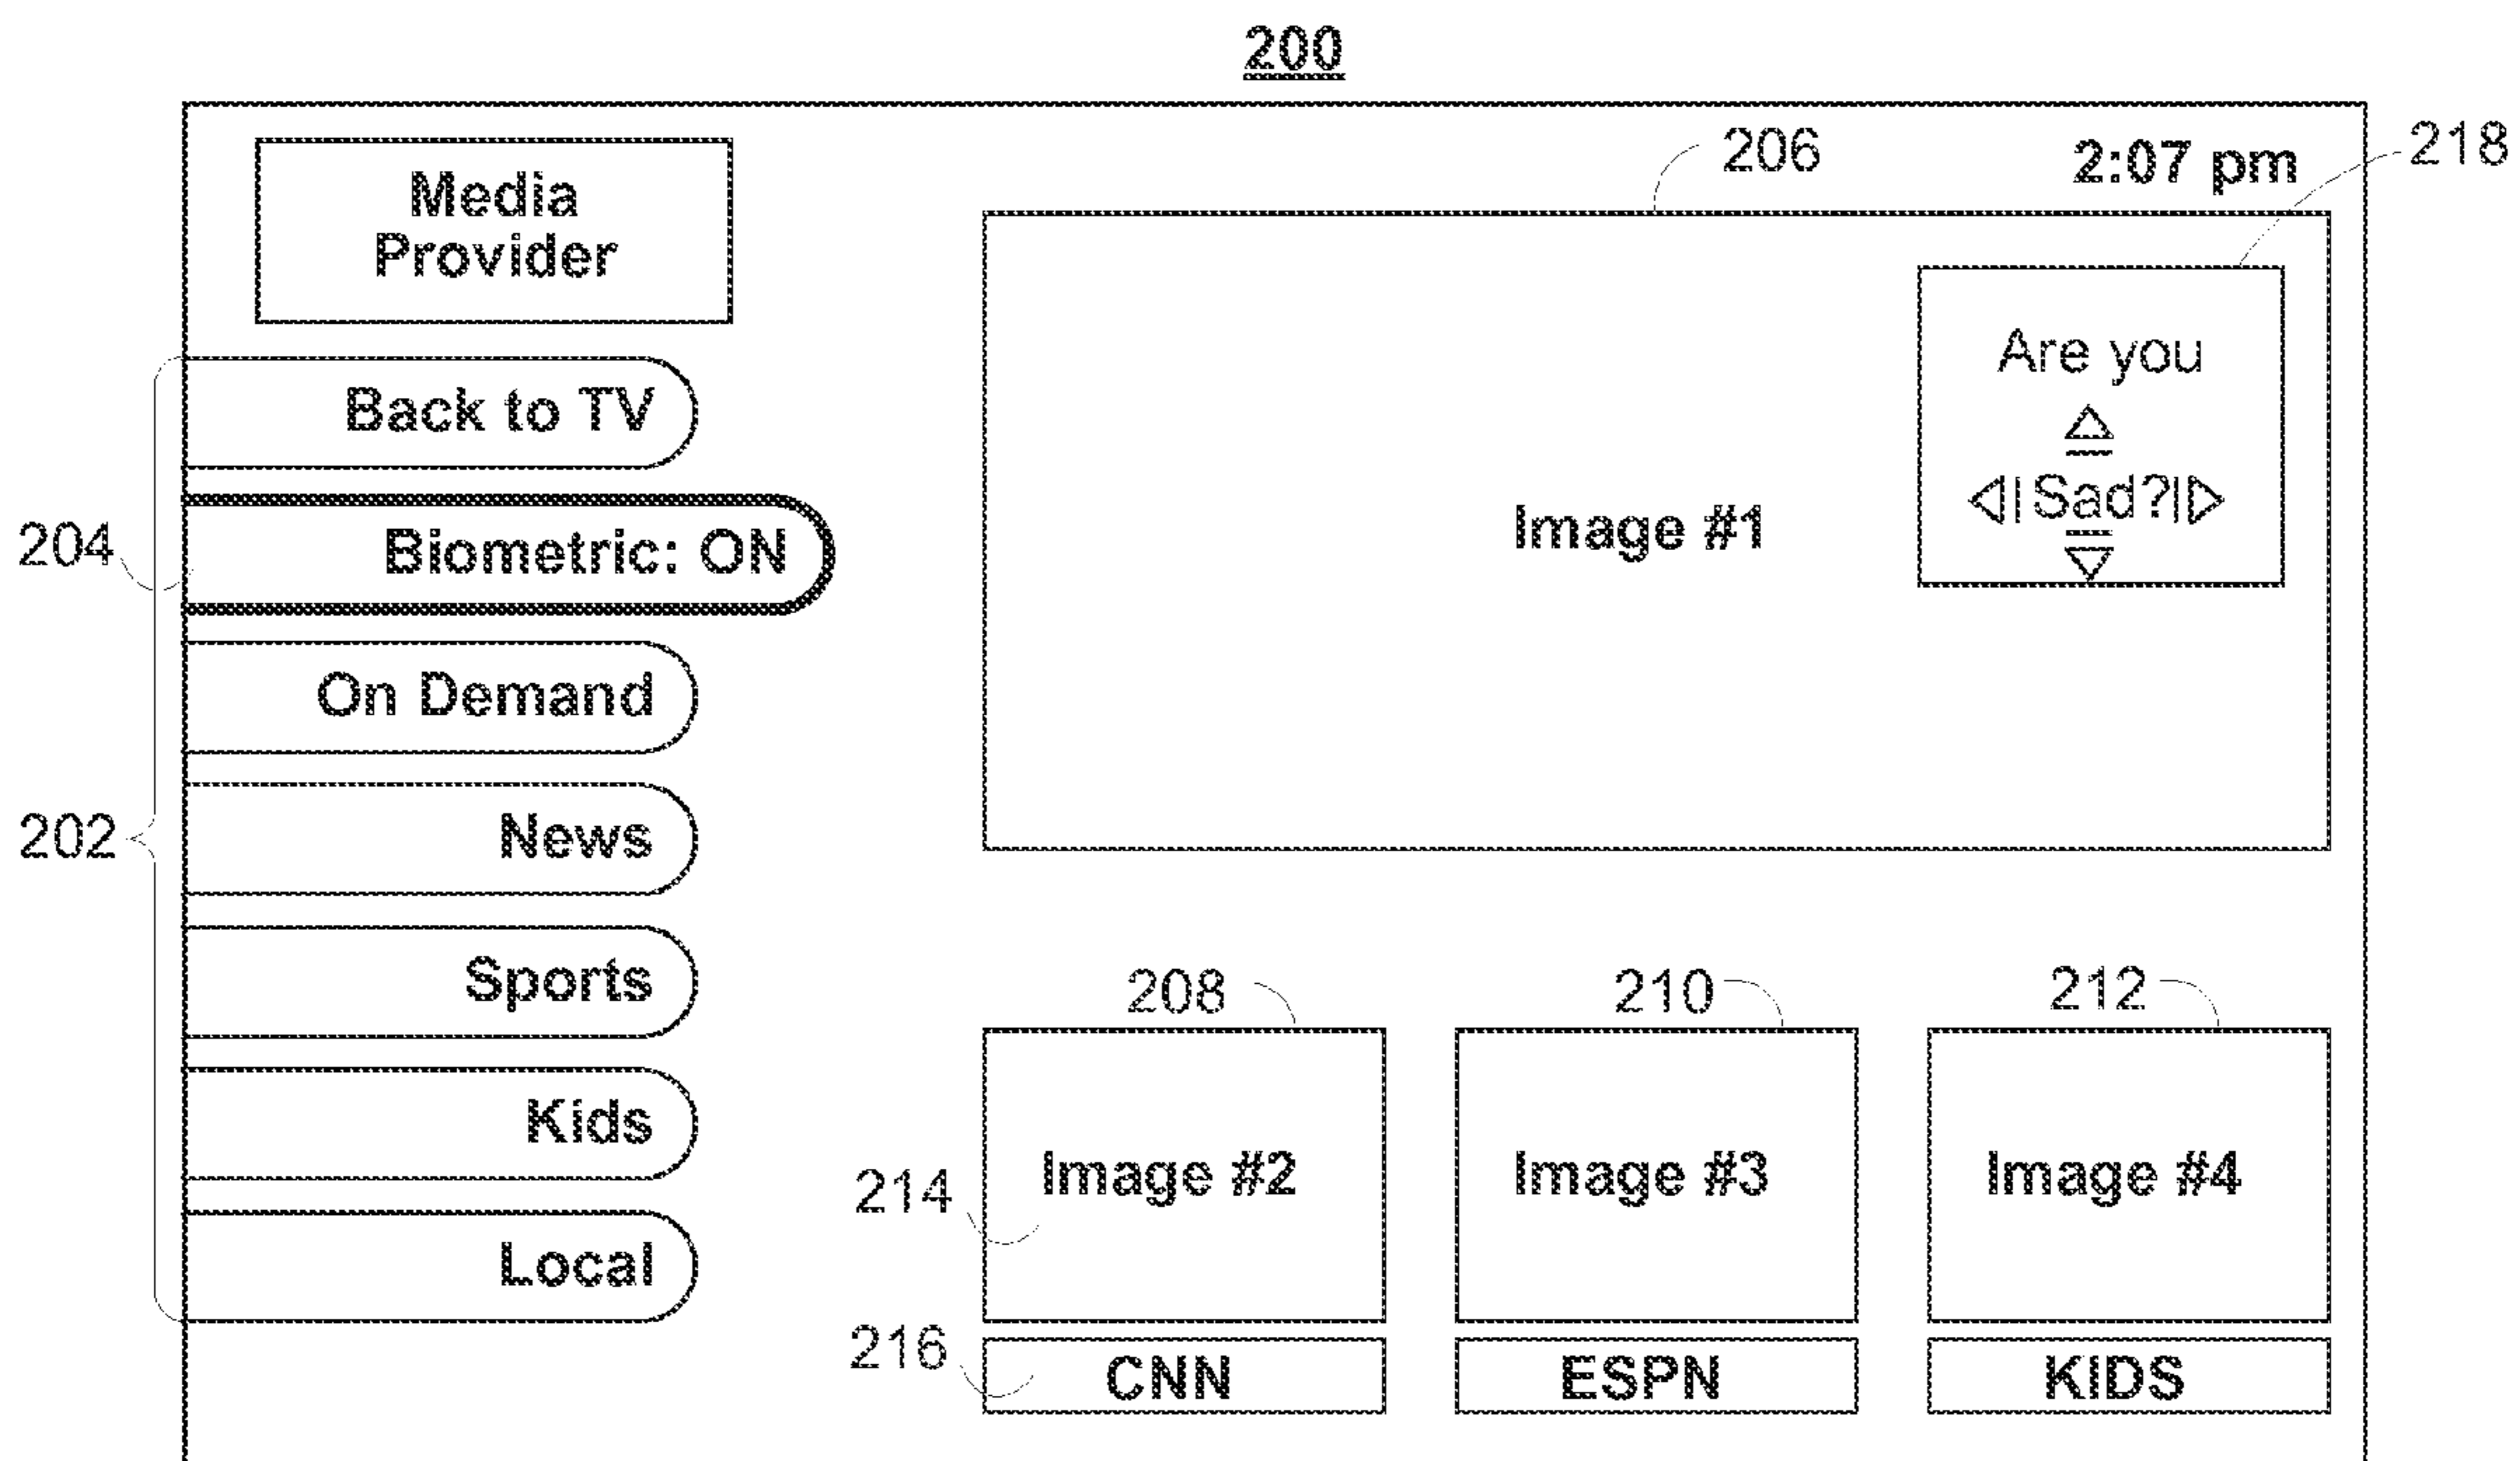 200
206
2:07 pm
218
Media
Provider
Are you
Sad?
Back to TV
204
Biometric: ON
Image #1
On Demand
202
News
Sports
Kids
Local
208
210
212
214
Image #2
Image #3
Image #4
216
CNN
ESPN
KIDS